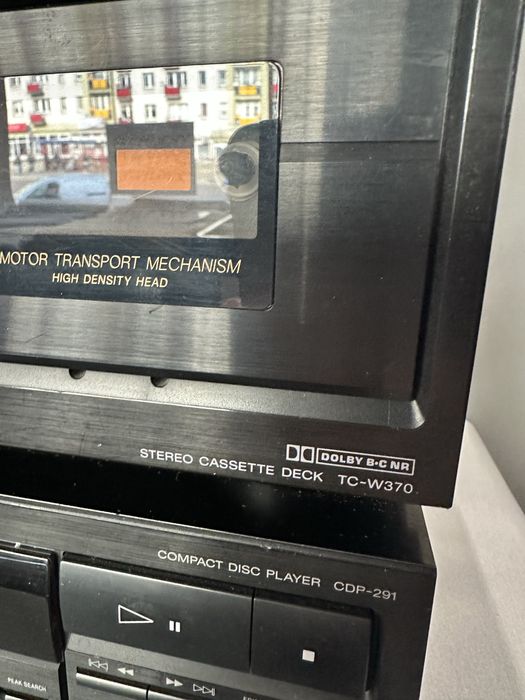 MOTOR TRANSPORT MECHANISM
HIGH DENSITY HEAD
DOLBY B·C NR
STEREO CASSETTE DECK TC-W370
COMPACT DISC PLAYER CDP-291
PEAK SEARCH